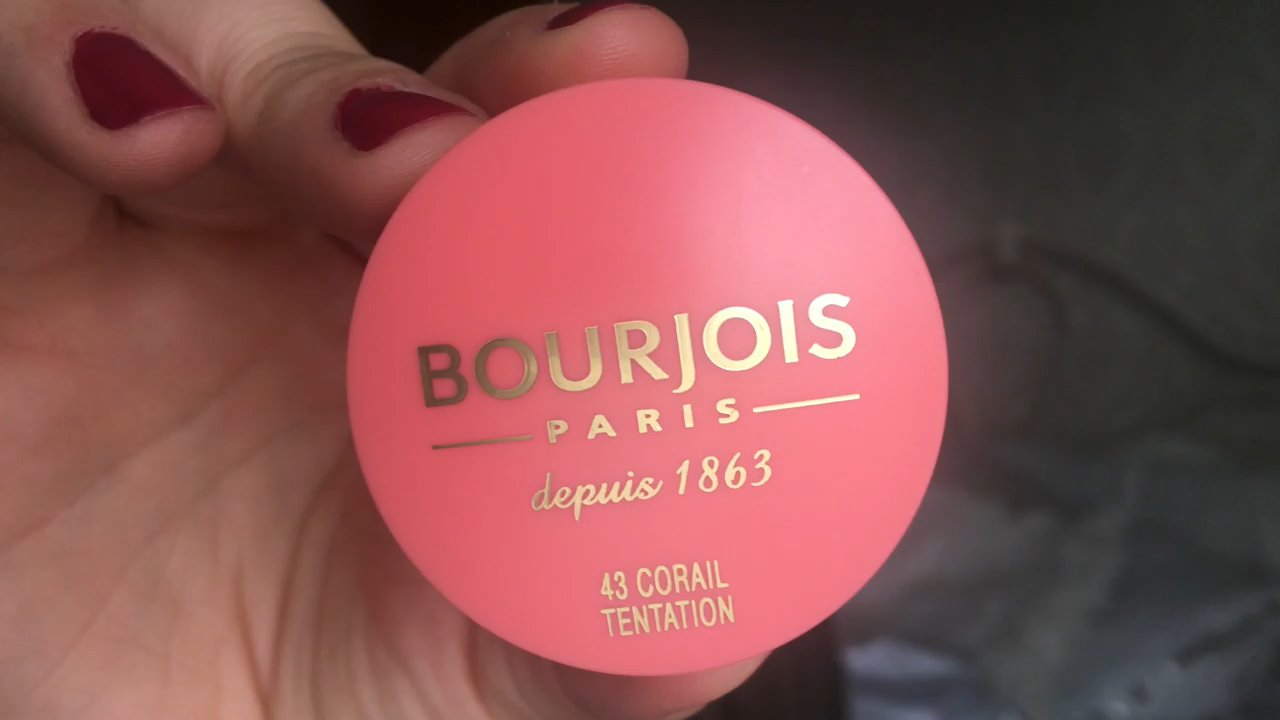 BOURJOIS
PARIS
depuis 1863
43 CORAIL
TENTATION